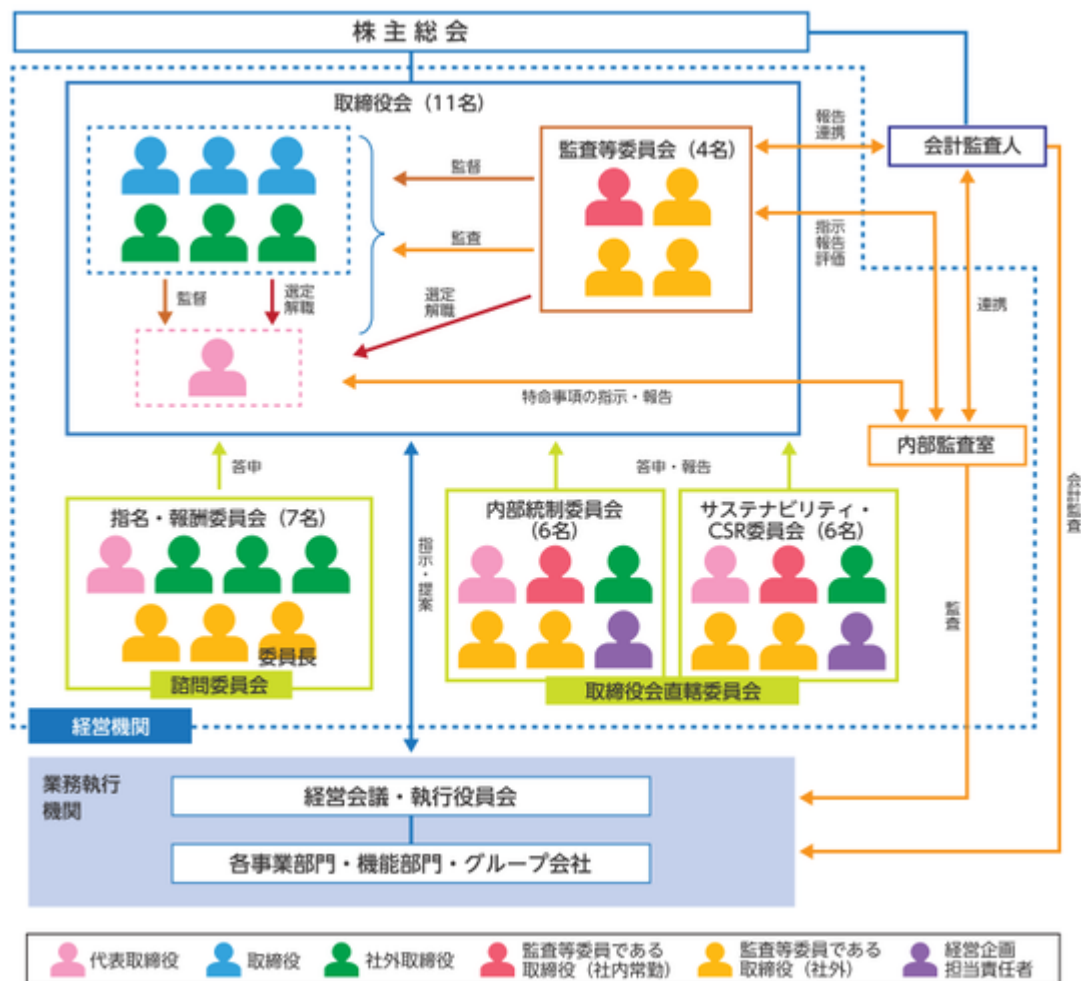 株主総会
取締役会（11名）
監査等委員会（4名）
報告
連携
会計監査人
監督
監査
指示
報告
評価
監督
選定
解職
選定
解職
連携
特命事項の指示・報告
内部監査室
答申
答申・報告
会計監査
指名・報酬委員会（7名）
委員長
諮問委員会
指示・提案
内部統制委員会
（6名）
サステナビリティ・
CSR委員会（6名）
取締役会直轄委員会
監査
経営機関
業務執行
機関
経営会議・執行役員会
各事業部門・機能部門・グループ会社
代表取締役
取締役
社外取締役
監査等委員である
取締役（社内常勤）
監査等委員である
取締役（社外）
経営企画
担当責任者